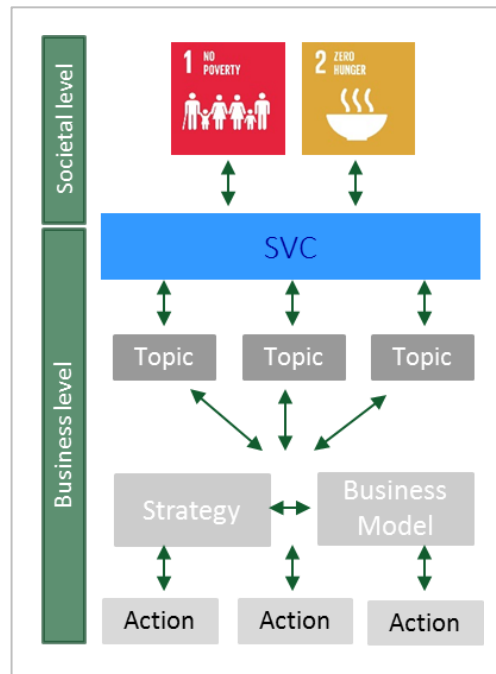 Societal level
1 NO
POVERTY
2 ZERO
HUNGER
SVC
Business level
Topic
Topic
Topic
Strategy
Business
Model
Action
Action
Action